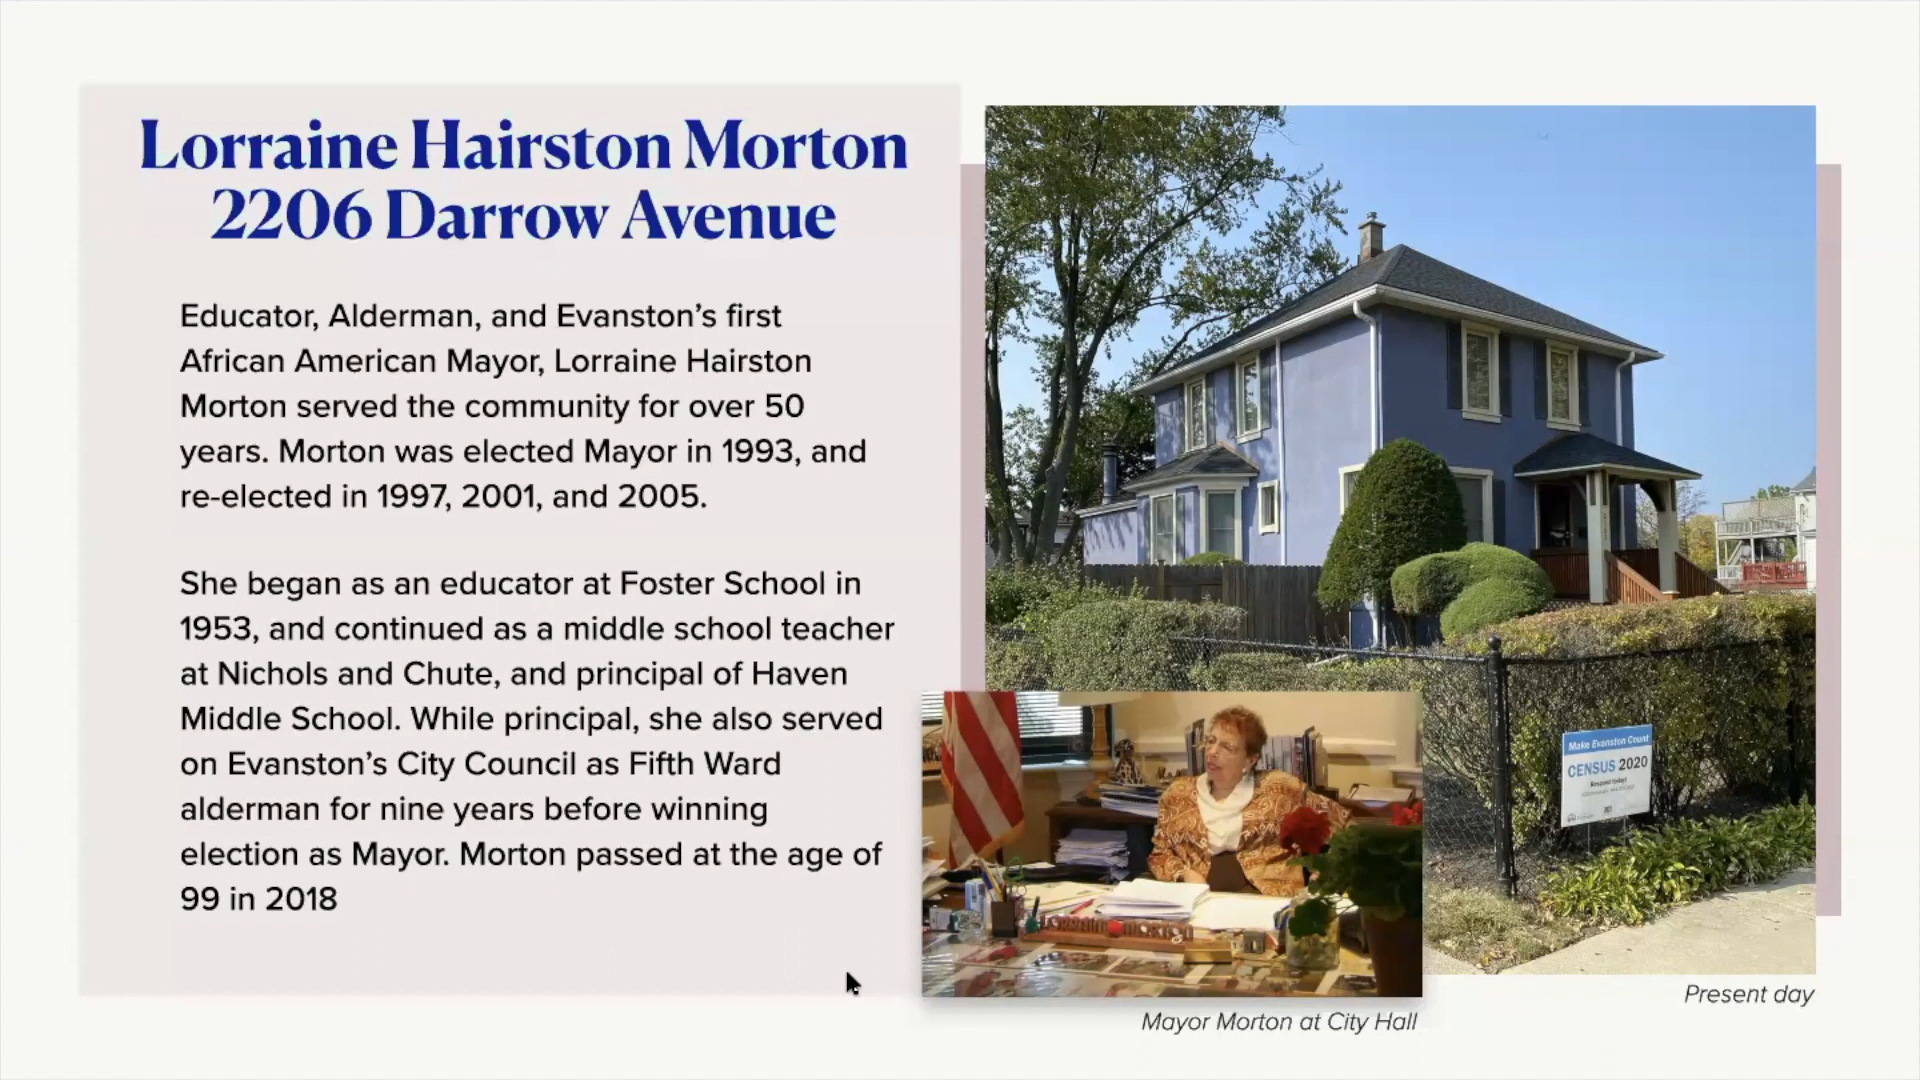 Lorraine Hairston Morton
2206 Darrow Avenue
Educator, Alderman, and Evanston's first
African American Mayor, Lorraine Hairston
Morton served the community for over 50
years. Morton was elected Mayor in 1993, and
re-elected in 1997, 2001, and 2005.
She began as an educator at Foster School in
1953, and continued as a middle school teacher
at Nichols and Chute, and principal of Haven
Middle School. While principal, she also served
on Evanston's City Council as Fifth Ward
alderman for nine years before winning
election as Mayor. Morton passed at the age of
99 in 2018
Make Evanston Count
CENSUS 2020
Respond today!
LORRAINE MORTON
Present day
Mayor Morton at City Hall